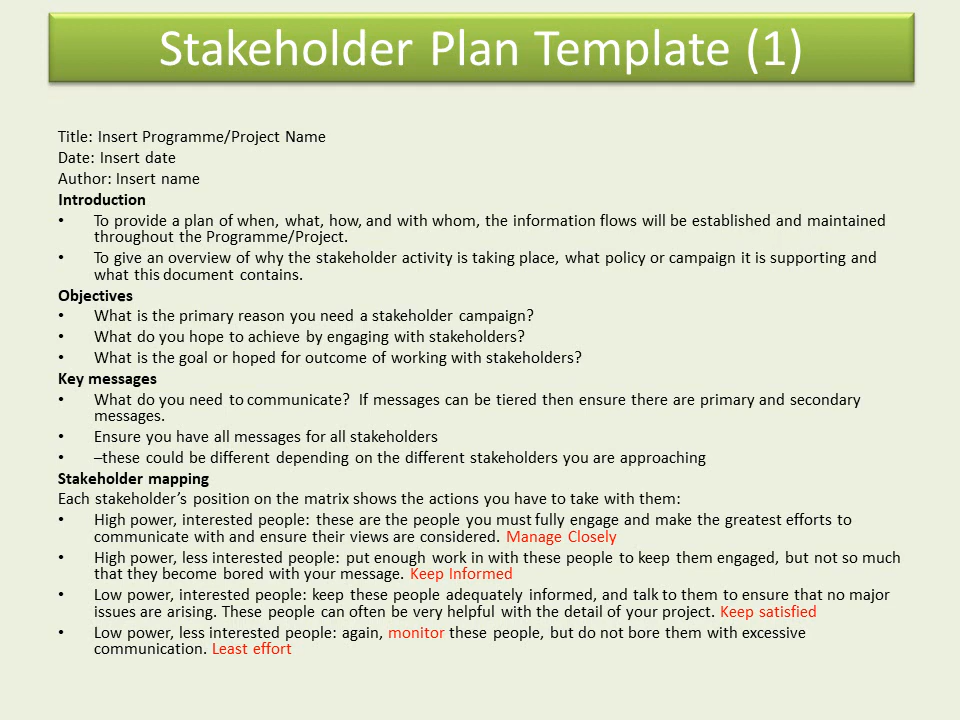 Stakeholder Plan Template (1)
Title: Insert Programme/Project Name
Date: Insert date
Author: Insert name
Introduction
• To provide a plan of when, what, how, and with whom, the information flows will be established and maintained
throughout the Programme/Project.
• To give an overview of why the stakeholder activity is taking place, what policy or campaign it is supporting and
what this document contains.
Objectives
• What is the primary reason you need a stakeholder campaign?
• What do you hope to achieve by engaging with stakeholders?
• What is the goal or hoped for outcome of working with stakeholders?
Key messages
• What do you need to communate? If messages can be tiered then ensure there are primary and secondary
messages.
• Ensure you have all messages for all stakeholders
• –these could be different depending on the different stakeholders you are approaching
Stakeholder mapping
Each stakeholder’s position on the matrix shows the actions you have to take with them:
• High power, interested people: these are the people you must fully engage and make the greatest efforts to
communicate with and ensure their views are considered. Manage Closely
• High power, less interested people: put enough work in with these people to keep them engaged, but not so much
that they become bored with your message. Keep Informed
• Low power, interested people: keep these people adequately informed, and talk to them to ensure that no major
issues are arising. These people can often be very helpful with the detail of your project. Keep satisfied
• Low power, less interested people: again, monitor these people, but do not bore them with excessive
communication. Least effort